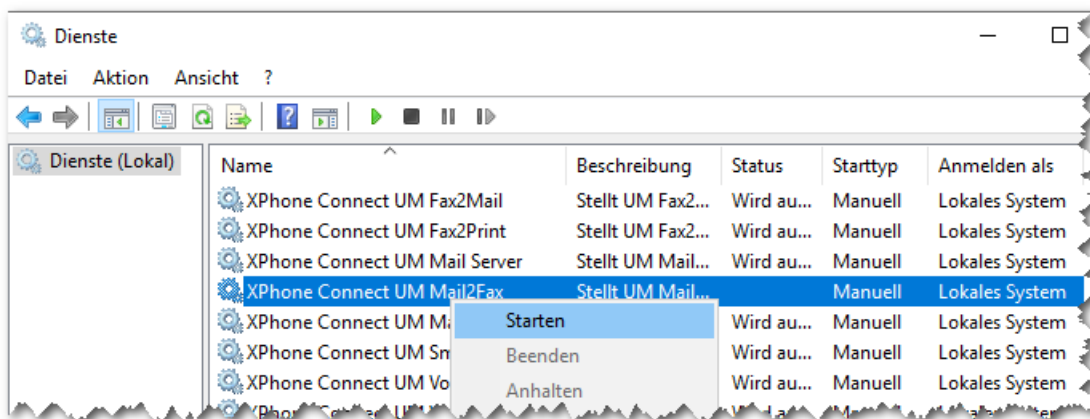 Dienste
Datei Aktion Ansicht ?
Dienste (Lokal)
Name Beschreibung Status Starttyp Anmelden als
XPhone Connect UM Fax2Mail Stellt UM Fax2... Wird au... Manuell Lokales System
XPhone Connect UM Fax2Print Stellt UM Fax2... Wird au... Manuell Lokales System
XPhone Connect UM Mail Server Stellt UM Mail... Wird au... Manuell Lokales System
XPhone Connect UM Mail2Fax Stellt UM Mail... Manuell Lokales System
XPhone Connect UM Wird au... Manuell Lokales System
XPhone Connect UM Wird au... Manuell Lokales System
XPhone Connect UM Wird au... Manuell Lokales System
Starten
Beenden
Anhalten